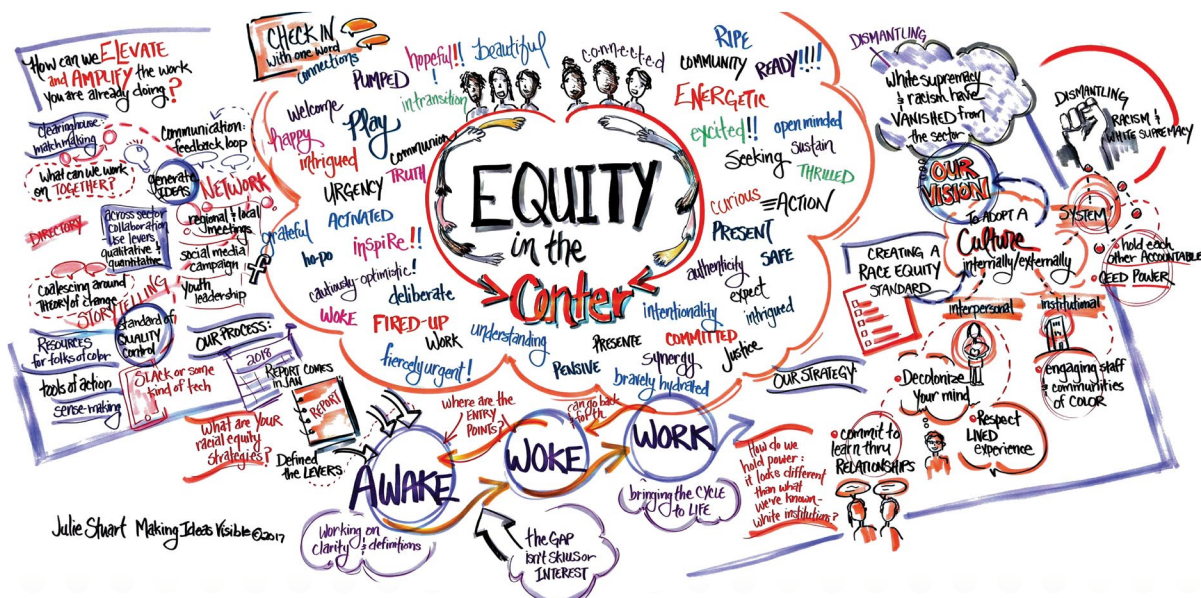 How can we ELEVATE
and AMPLIFY the work
you are already doing?
clearinghouse:
matchmaking
communication:
feedback loop
What can we work
on TOGETHER?
generate
IDEAS
NETWORK
DIRECTORY
across sector
collaboration
use levers,
qualitative &
quantitative
regional & local
meetings
social media
campaign
youth
leadership
Coalescing around
THEORY of change
STORYTELLING
standard of
QUALITY
control
RESOURCES
for folks of color
tools of action
sense-making
OUR PROCESS:
STACK or some
kind of tech
2018
REPORT COMES
IN JAN
REPORT
What are YOUR
racial equity
strategies?
Defined
the LEVERS
CHECK IN
with one word
connections
hopeful!!
beautiful
connected
RIPE
PUMPED
COMMUNITY
READY!!!!
in transition
Welcome
ENERGETIC
Play
happy
communion
excited!!
open minded
intrigued
TRUTH
Seeking
sustain
THRILLED
URGENCY
curious
ACTION
ACTIVATED
grateful
inspire!!
PRESENT
ho-po
SAFE
cautiously-optimistic!
authenticity
deliberate
expect
WOKE
FIRED-UP
intentionality
intrigued
WORK
understanding
PRESENTE
COMMITTED
fiercely urgent!
synergy
Justice
PENSIVE
bravely hydrated
EQUITY
in the
Center
OUR STRATEGY
where are the
ENTRY
POINTS?
can go back
& forth
AWAKE
WOKE
WORK
working on
clarity & definitions
the GAP
isn't SKILLS or
INTEREST
bringing the CYCLE
to LIFE
How do we
hold power:
it looks different
than what
we've known-
white institutions?
DISMANTLING
white supremacy
& racism have
VANISHED from
the sector
DISMANTLING
RACISM &
WHITE SUPREMACY
OUR
VISION
TO ADOPT A
Culture
internally/externally
SYSTEM
hold each
other ACCOUNTABLE
CEED POWER
CREATING A
RACE EQUITY
STANDARD
interpersonal
institutional
Decolonize
your mind
engaging staff
& communities
of COLOR
Respect
LIVED
experience
commit to
learn thru
RELATIONSHIPS
Julie Stuart Making Ideas Visible ©2017